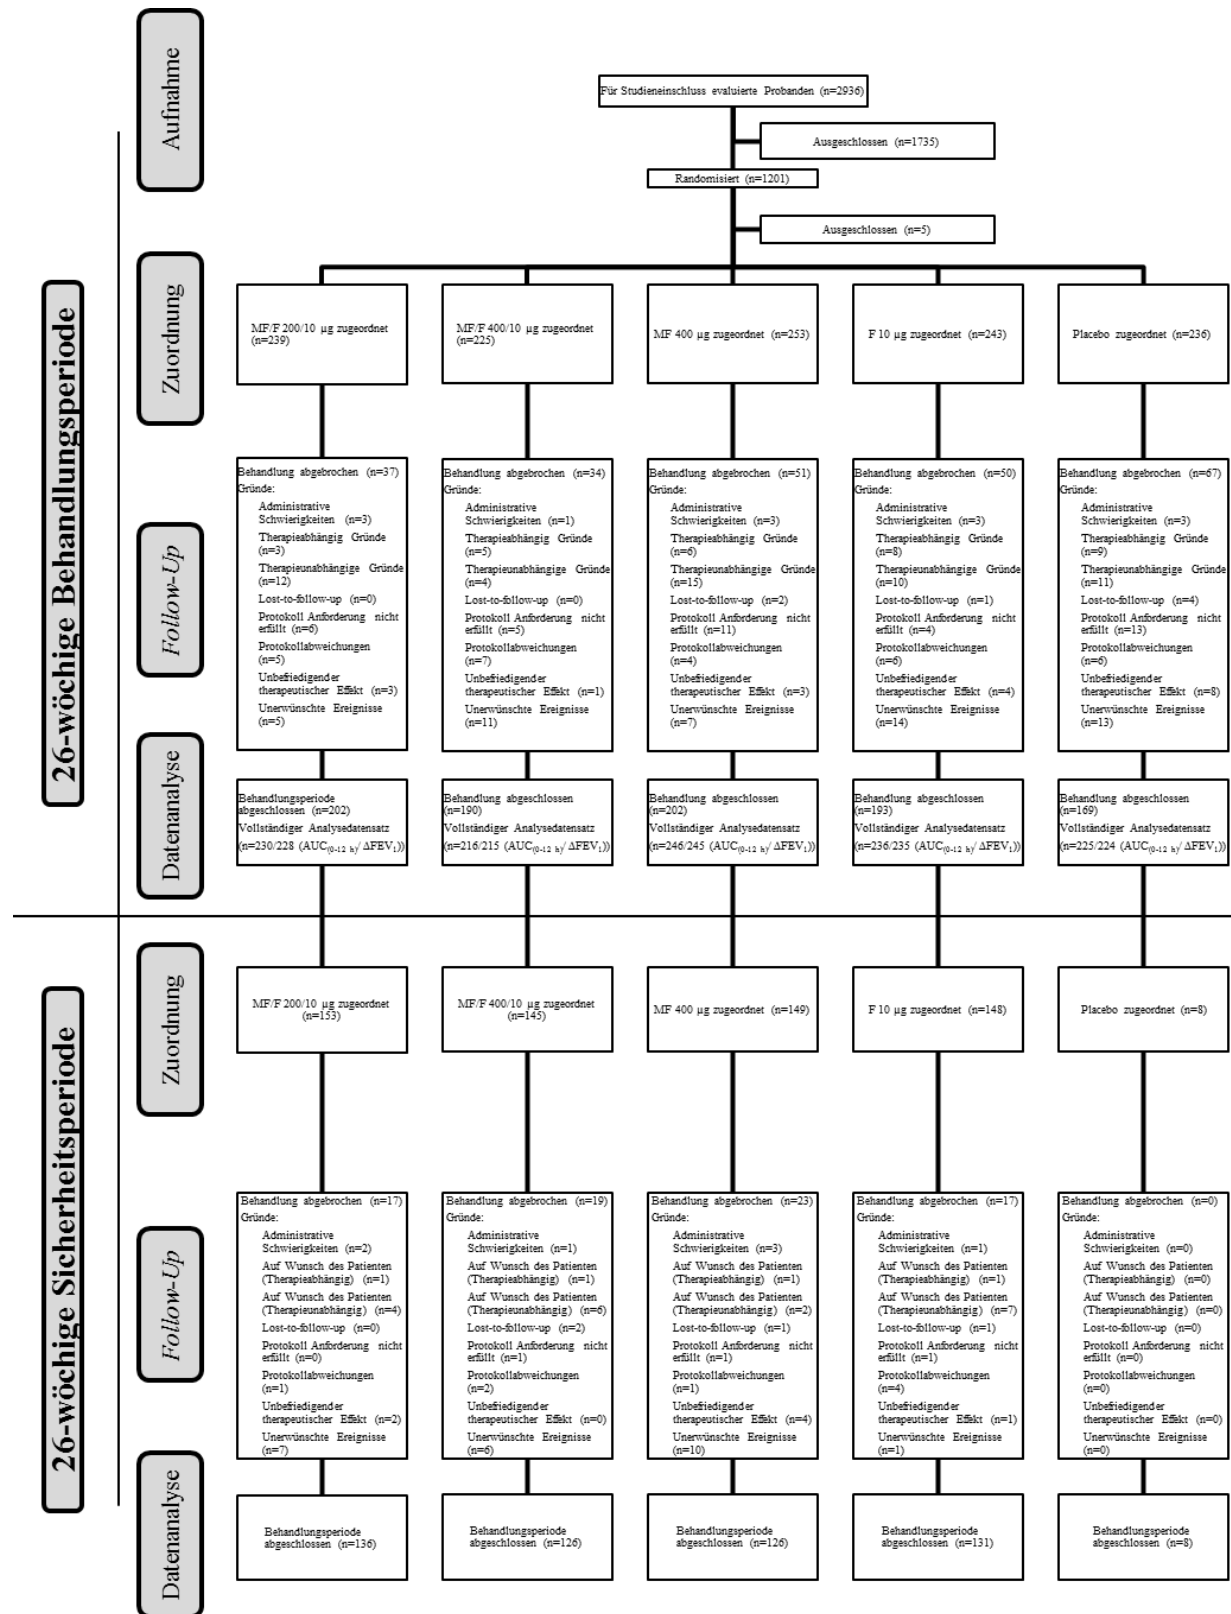 Aufnahme
Für Studieneinschluss evaluierte Probanden (n=2936)
Ausgeschlossen (n=1735)
Randomisiert (n=1201)
Ausgeschlossen (n=5)
26-wöchige Behandlungsperiode
Zuordnung
MF/F 200/10 µg zugeordnet
(n=239)
MF/F 400/10 µg zugeordnet
(n=225)
MF 400 µg zugeordnet (n=253)
F 10 µg zugeordnet (n=243)
Placebo zugeordnet (n=236)
Follow-Up
Behandlung abgebrochen (n=37)
Gründe:
Administrative
Schwierigkeiten (n=3)
Therapieabhängig Gründe
(n=3)
Therapieunabhängige Gründe
(n=12)
Lost-to-follow-up (n=0)
Protokoll Anforderung nicht
erfüllt (n=6)
Protokollabweichungen
(n=5)
Unbefriedigender
therapeutischer Effekt (n=3)
Unerwünschte Ereignisse
(n=5)
Behandlung abgebrochen (n=34)
Gründe:
Administrative
Schwierigkeiten (n=1)
Therapieabhängig Gründe
(n=5)
Therapieunabhängige Gründe
(n=4)
Lost-to-follow-up (n=0)
Protokoll Anforderung nicht
erfüllt (n=5)
Protokollabweichungen
(n=7)
Unbefriedigender
therapeutischer Effekt (n=1)
Unerwünschte Ereignisse
(n=11)
Behandlung abgebrochen (n=51)
Gründe:
Administrative
Schwierigkeiten (n=3)
Therapieabhängig Gründe
(n=6)
Therapieunabhängige Gründe
(n=15)
Lost-to-follow-up (n=2)
Protokoll Anforderung nicht
erfüllt (n=11)
Protokollabweichungen
(n=4)
Unbefriedigender
therapeutischer Effekt (n=3)
Unerwünschte Ereignisse
(n=7)
Behandlung abgebrochen (n=50)
Gründe:
Administrative
Schwierigkeiten (n=3)
Therapieabhängig Gründe
(n=8)
Therapieunabhängige Gründe
(n=10)
Lost-to-follow-up (n=1)
Protokoll Anforderung nicht
erfüllt (n=4)
Protokollabweichungen
(n=6)
Unbefriedigender
therapeutischer Effekt (n=4)
Unerwünschte Ereignisse
(n=14)
Behandlung abgebrochen (n=67)
Gründe:
Administrative
Schwierigkeiten (n=3)
Therapieabhängig Gründe
(n=9)
Therapieunabhängige Gründe
(n=11)
Lost-to-follow-up (n=4)
Protokoll Anforderung nicht
erfüllt (n=13)
Protokollabweichungen
(n=6)
Unbefriedigender
therapeutischer Effekt (n=8)
Unerwünschte Ereignisse
(n=13)
Datenanalyse
Behandlungsperiode
abgeschlossen (n=202)
Vollständiger Analysedatensatz
(n=230/228 (AUC(0-12 h)/ ΔFEV1))
Behandlung abgeschlossen
(n=190)
Vollständiger Analysedatensatz
(n=216/215 (AUC(0-12 h)/ ΔFEV1))
Behandlung abgeschlossen
(n=202)
Vollständiger Analysedatensatz
(n=246/245 (AUC(0-12 h)/ ΔFEV1))
Behandlung abgeschlossen
(n=193)
Vollständiger Analysedatensatz
(n=236/235 (AUC(0-12 h)/ ΔFEV1))
Behandlung abgeschlossen
(n=169)
Vollständiger Analysedatensatz
(n=225/224 (AUC(0-12 h)/ ΔFEV1))
26-wöchige Sicherheitsperiode
Zuordnung
MF/F 200/10 µg zugeordnet
(n=153)
MF/F 400/10 µg zugeordnet
(n=145)
MF 400 µg zugeordnet (n=149)
F 10 µg zugeordnet (n=148)
Placebo zugeordnet (n=8)
Follow-Up
Behandlung abgebrochen (n=17)
Gründe:
Administrative
Schwierigkeiten (n=2)
Auf Wunsch des Patienten
(Therapieabhängig) (n=1)
Auf Wunsch des Patienten
(Therapieunabhängig) (n=4)
Lost-to-follow-up (n=0)
Protokoll Anforderung nicht
erfüllt (n=0)
Protokollabweichungen
(n=1)
Unbefriedigender
therapeutischer Effekt (n=2)
Unerwünschte Ereignisse
(n=7)
Behandlung abgebrochen (n=19)
Gründe:
Administrative
Schwierigkeiten (n=1)
Auf Wunsch des Patienten
(Therapieabhängig) (n=1)
Auf Wunsch des Patienten
(Therapieunabhängig) (n=6)
Lost-to-follow-up (n=2)
Protokoll Anforderung nicht
erfüllt (n=1)
Protokollabweichungen
(n=2)
Unbefriedigender
therapeutischer Effekt (n=0)
Unerwünschte Ereignisse
(n=6)
Behandlung abgebrochen (n=23)
Gründe:
Administrative
Schwierigkeiten (n=3)
Auf Wunsch des Patienten
(Therapieabhängig) (n=1)
Auf Wunsch des Patienten
(Therapieunabhängig) (n=2)
Lost-to-follow-up (n=1)
Protokoll Anforderung nicht
erfüllt (n=1)
Protokollabweichungen
(n=1)
Unbefriedigender
therapeutischer Effekt (n=4)
Unerwünschte Ereignisse
(n=10)
Behandlung abgebrochen (n=17)
Gründe:
Administrative
Schwierigkeiten (n=1)
Auf Wunsch des Patienten
(Therapieabhängig) (n=1)
Auf Wunsch des Patienten
(Therapieunabhängig) (n=7)
Lost-to-follow-up (n=1)
Protokoll Anforderung nicht
erfüllt (n=1)
Protokollabweichungen
(n=4)
Unbefriedigender
therapeutischer Effekt (n=1)
Unerwünschte Ereignisse
(n=1)
Behandlung abgebrochen (n=0)
Gründe:
Administrative
Schwierigkeiten (n=0)
Auf Wunsch des Patienten
(Therapieabhängig) (n=0)
Auf Wunsch des Patienten
(Therapieunabhängig) (n=0)
Lost-to-follow-up (n=0)
Protokoll Anforderung nicht
erfüllt (n=0)
Protokollabweichungen
(n=0)
Unbefriedigender
therapeutischer Effekt (n=0)
Unerwünschte Ereignisse
(n=0)
Datenanalyse
Behandlungsperiode
abgeschlossen (n=136)
Behandlungsperiode
abgeschlossen (n=126)
Behandlungsperiode
abgeschlossen (n=126)
Behandlungsperiode
abgeschlossen (n=131)
Behandlungsperiode
abgeschlossen (n=8)